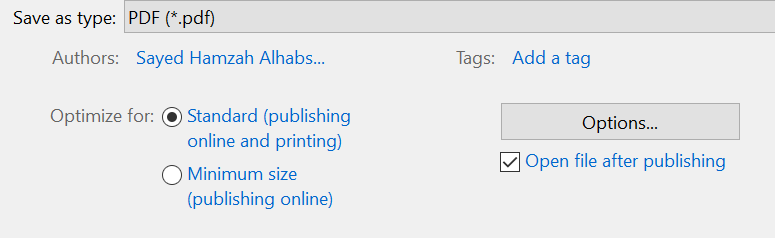 Save as type: PDF (*.pdf)
Authors: Sayed Hamzah Alhabs... Tags: Add a tag
Optimize for: Standard (publishing online and printing)
Minimum size (publishing online)
Options...
Open file after publishing